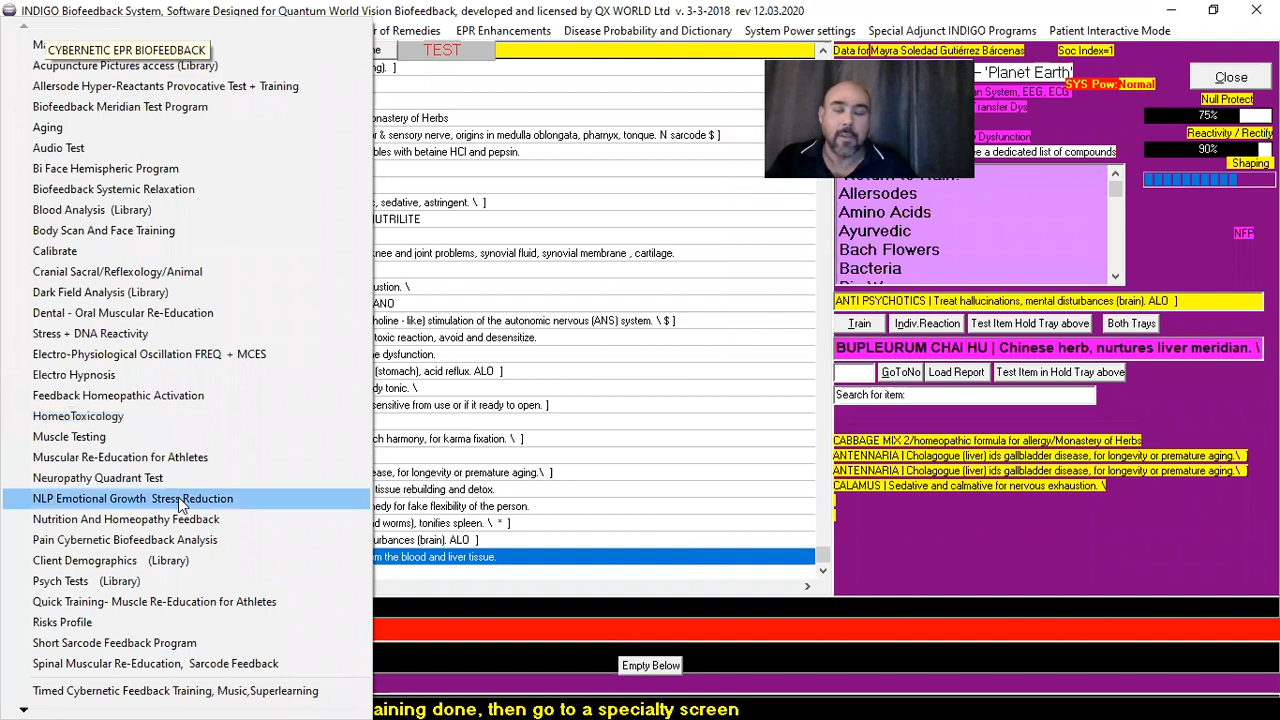 INDIGO Biofeedback System, Software Designed for Quantum World Vision Biofeedback, developed and licensed by QX WORLD Ltd v. 3-3-2018 ver 12.03.2020
of Remedies EPR Enhancements Disease Probability and Dictionary System Power settings Special Adjunct INDIGO Programs Patient Interactive Mode
CYBERNETIC EPR BIOFEEDBACK
Acupuncture Pictures access (Library)
Allersode Hyper-Reactants Provocative Test + Training
Biofeedback Meridian Test Program
Aging
Audio Test
Bi Face Hemispheric Program
Biofeedback Systemic Relaxation
Blood Analysis (Library)
Body Scan And Face Training
Calibrate
Cranial Sacral/Reflexology/Animal
Dark Field Analysis (Library)
Dental - Oral Muscular Re-Education
Stress + DNA Reactivity
Electro-Physiological Oscillation FREQ + MCES
Electro Hypnosis
Feedback Homeopathic Activation
HomeoToxicology
Muscle Testing
Muscular Re-Education for Athletes
Neuropathy Quadrant Test
NLP Emotional Growth Stress Reduction
Nutrition And Homeopathy Feedback
Pain Cybernetic Biofeedback Analysis
Client Demographics (Library)
Psych Tests (Library)
Quick Training- Muscle Re-Education for Athletes
Risks Profile
Short Sarcode Feedback Program
Spinal Muscular Re-Education, Sarcode Feedback
Timed Cybernetic Feedback Training, Music,Superlearning
TEST
nastery of Herbs
r & sensory nerve, origins in medulla oblongata, pharnyx, tonque. N sarcode $ ]
bles with betaine HCl and pepsin.
, sedative, astringent. \ ]
NUTRILITE
nee and joint problems, synovial fluid, synovial membrane , cartilage.
ustion. \ ]
ANO
holine - like) stimulation of the autonomic nervous (ANS) system. \ $ ]
toxic reaction, avoid and desensitize.
e dysfunction.
(stomach), acid reflux. ALO ]
ody tonic. \
sensitive from use or if it ready to open. ]
ch harmony, for karma fixation. \ ]
ease, for longevity or premature aging.\ ]
tissue rebuilding and detox.
nedy for fake flexibility of the person.
and worms), tonifies spleen. \ * ]
urbances (brain). ALO ]
om the blood and liver tissue.
Empty Below
aining done, then go to a specialty screen
Data for Mayra Soledad Gutiérrez Bárcenas Soc Index=1
- 'Planet Earth'
SYS Pow:Normal
an System, EEG, ECG
Transfer Dys
Dysfunction
e a dedicated list of compounds
Close
Null Protect
75%
Reactivity / Rectify
90%
Shaping
NFP
Allersodes
Amino Acids
Ayurvedic
Bach Flowers
Bacteria
ANTI PSYCHOTICS | Treat hallucinations, mental disturbances (brain). ALO ]
Train Indiv.Reaction Test Item Hold Tray above Both Trays
BUPLEURUM CHAI HU | Chinese herb, nurtures liver meridian. \
GoToNo Load Report Test Item in Hold Tray above
Search for item:
CABBAGE MIX 2/homeopathic formula for allergy/Monastery of Herbs
ANTENNARIA | Cholagogue (liver) ids gallbladder disease, for longevity or premature aging.\ ]
ANTENNARIA | Cholagogue (liver) ids gallbladder disease, for longevity or premature aging.\ ]
CALAMUS | Sedative and calmative for nervous exhaustion. \